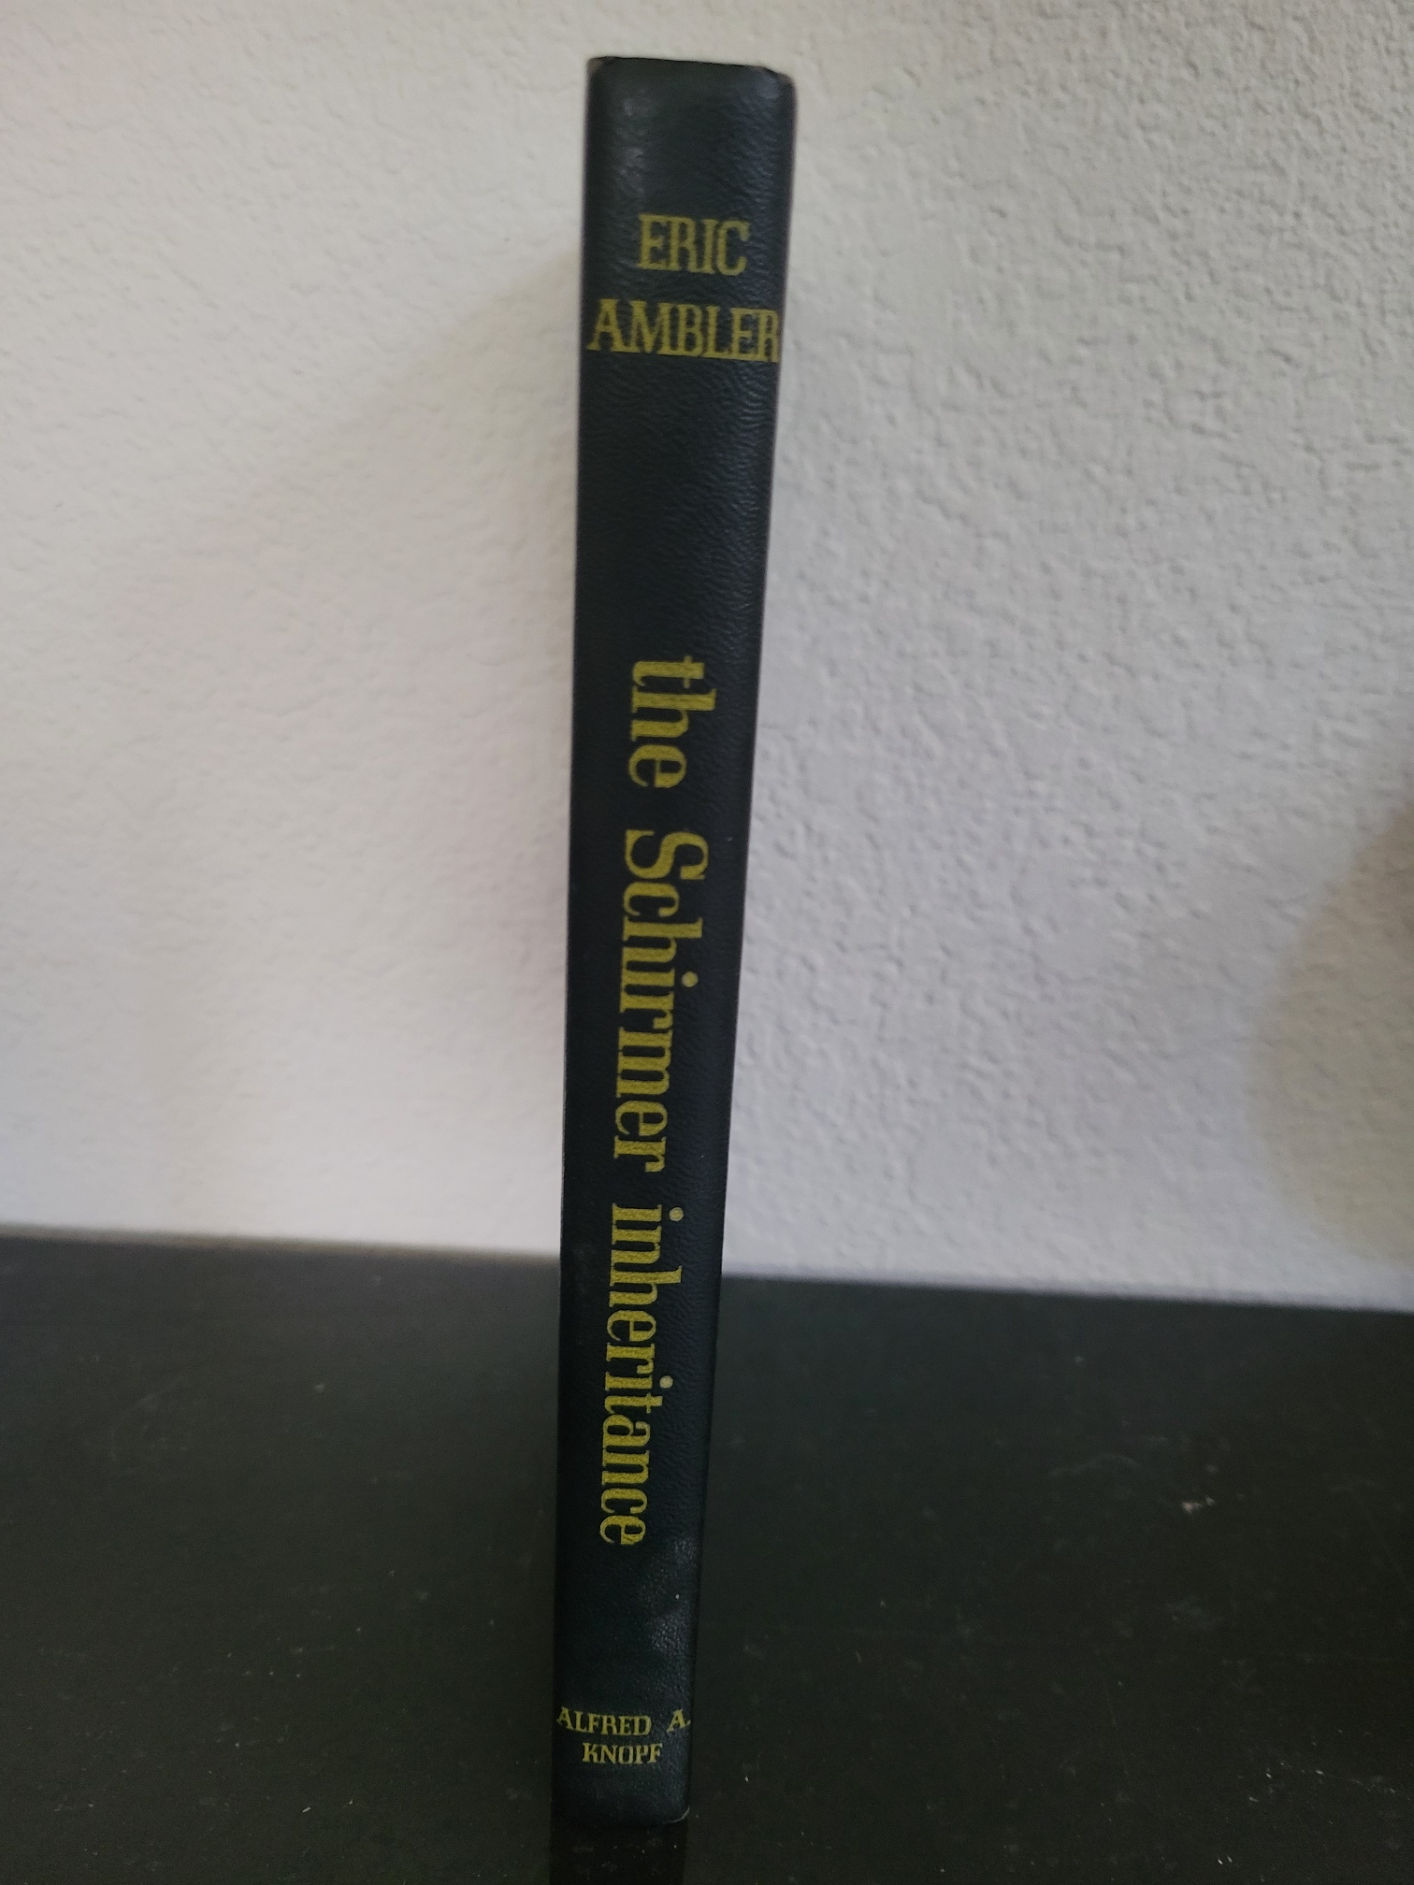 ERIC
AMBLER
the Schirmer inheritance
ALFRED A.
KNOPF